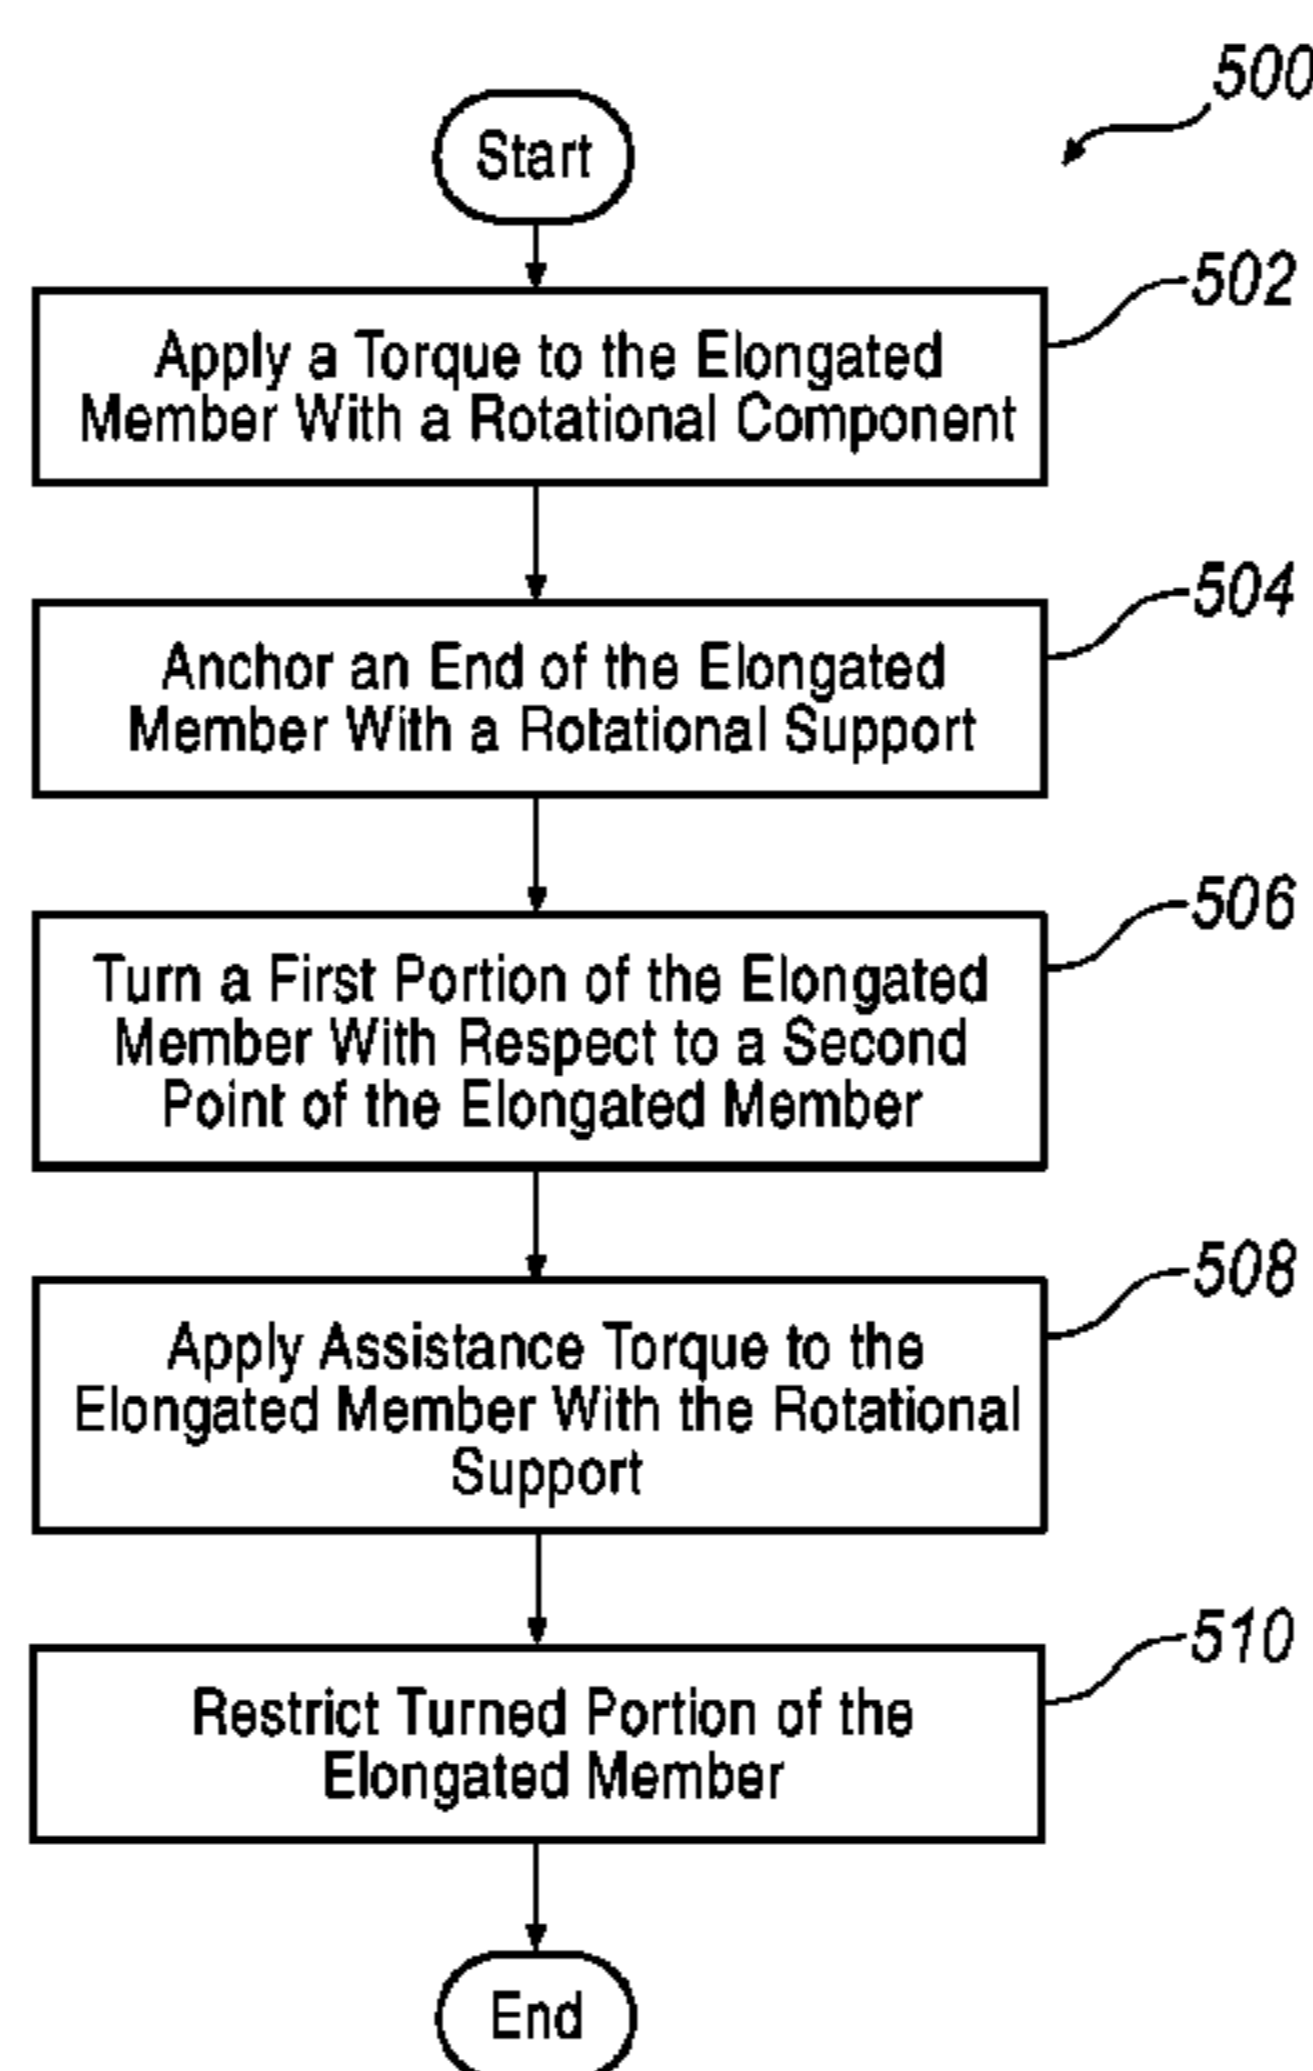 500
Start
502
Apply a Torque to the Elongated
Member With a Rotational Component
504
Anchor an End of the Elongated
Member With a Rotational Support
506
Turn a First Portion of the Elongated
Member With Respect to a Second
Point of the Elongated Member
508
Apply Assistance Torque to the
Elongated Member With the Rotational
Support
510
Restrict Turned Portion of the
Elongated Member
End